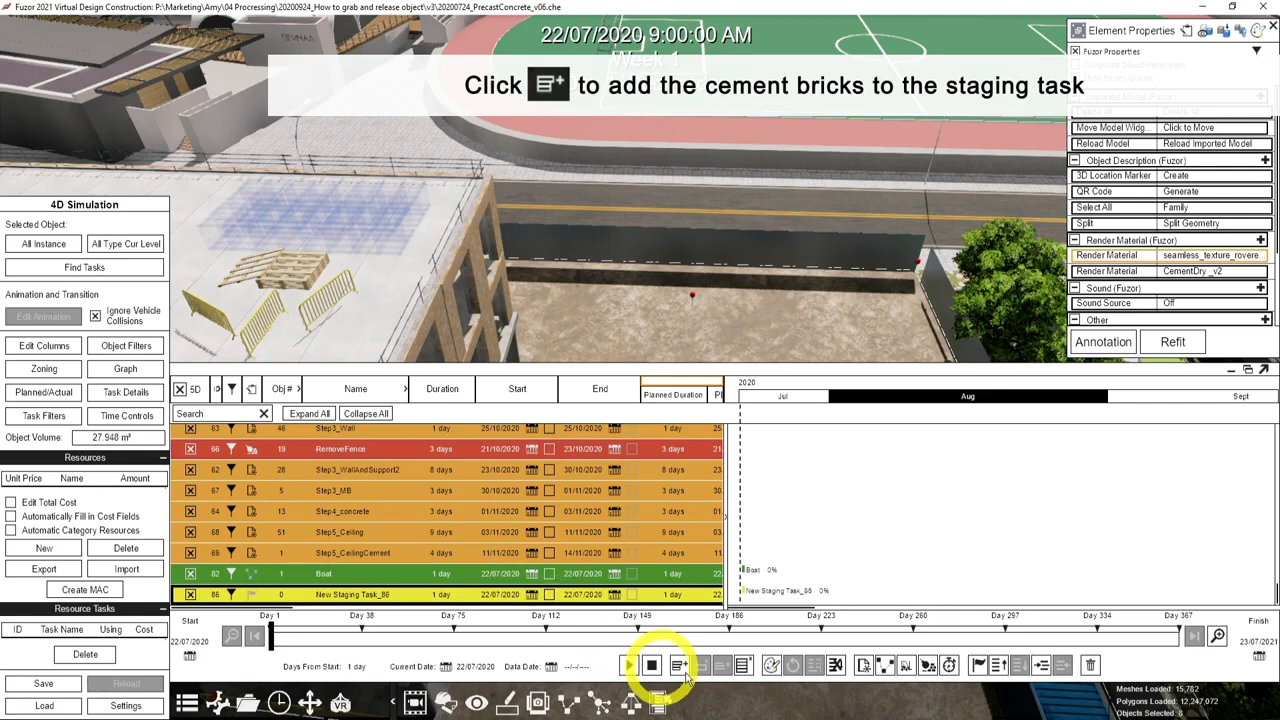 Fuzor 2021 Virtual Design Construction: P:\Marketing\Amy\04 Procressing\20200924_How to grab and release object\v3\20200724_PrecastConcrete_v06.che
22/07/2020 9:00:00 AM
Week 1
Click to add the cement bricks to the staging task
Element Properties
Fuzor Properties
Delete All
Move Model Widg... Click to Move
Reload Model Reload Imported Model
Object Description (Fuzor)
3D Location Marker Create
QR Code Generate
Select All Family
Split Split Geometry
Render Material (Fuzor)
Render Material seamless_texture_rovere...
Render Material CementDry _v2
Sound (Fuzor)
Sound Source Off
Other
Annotation Refit
4D Simulation
Selected Object:
All Instance All Type Cur Level
Find Tasks
Animation and Transition
Edit Animation Ignore Vehicle Collisions
Edit Columns Object Filters
Zoning Graph
Planned/Actual Task Details
Task Filters Time Controls
Object Volume: 27.948 m³
Resources
Unit Price Name Amount
Edit Total Cost
Automatically Fill in Cost Fields
Automatic Category Resources
New Delete
Export Import
Create MAC
Resource Tasks
ID Task Name Using Cost
Delete
Save Reload
Load Settings
5D Obj # Name Duration Start End Planned Duration Pl
Search Expand All Collapse All
63 46 Step3_Wall 1 day 25/10/2020 25/10/2020 1 day 25.
66 19 RemoveFence 3 days 21/10/2020 23/10/2020 3 days 21.
62 28 Step3_WallAndSupport2 8 days 23/10/2020 30/10/2020 8 days 23.
67 5 Step3_MB 3 days 30/10/2020 01/11/2020 3 days 30.
64 13 Step4_concrete 3 days 01/11/2020 03/11/2020 3 days 01.
68 51 Step5_Ceiling 9 days 03/11/2020 11/11/2020 9 days 03.
69 1 Step5_CeilingCement 4 days 11/11/2020 14/11/2020 4 days 11.
82 1 Boat 1 day 22/07/2020 22/07/2020 1 day 22.
86 0 New Staging Task_86 1 day 22/07/2020 22/07/2020 1 day 22.
2020
Jul Aug Sept
Boat 0%
New Staging Task_86 0%
Start Day 1 Day 38 Day 75 Day 112 Day 149 Day 186 Day 223 Day 260 Day 297 Day 334 Day 367 Finish
22/07/2020 23/07/2021
Days From Start: 1 day Current Date: 22/07/2020 Data Date: --/--/----
VR
Meshes Loaded: 15,782
Polygons Loaded: 12,247,072
Objects Selected: 8